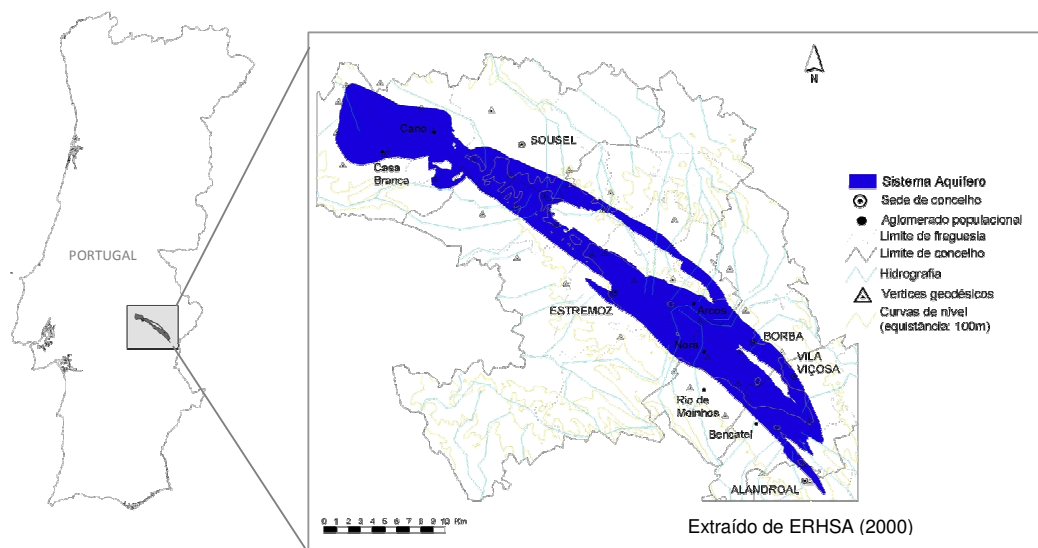 PORTUGAL
N
Cano
SOUSEL
Casa
Branca
ESTREMOZ
Arcos
BORBA
Nora
VILA
VIÇOSA
Rio de
Moinhos
Bencatel
ALANDROAL
Sistema Aquífero
Sede de concelho
Aglomerado populacional
Limite de freguesia
Limite de concelho
Hidrografia
Vertices geodésicos
Curvas de nível
(equistância: 100m)
0 1 2 3 4 5 6 7 8 9 10 Km
Extraído de ERHSA (2000)